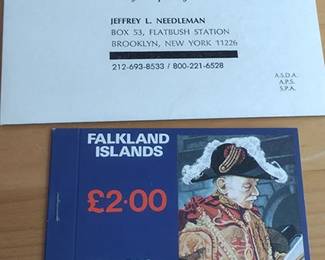 JEFFREY L. NEEDLEMAN
BOX 53, FLATBUSH STATION
BROOKLYN, NEW YORK 11226
212-693-8533 / 800-221-6528
A.S.D.A.
A.P.S.
S.P.A.
FALKLAND
ISLANDS
£2·00